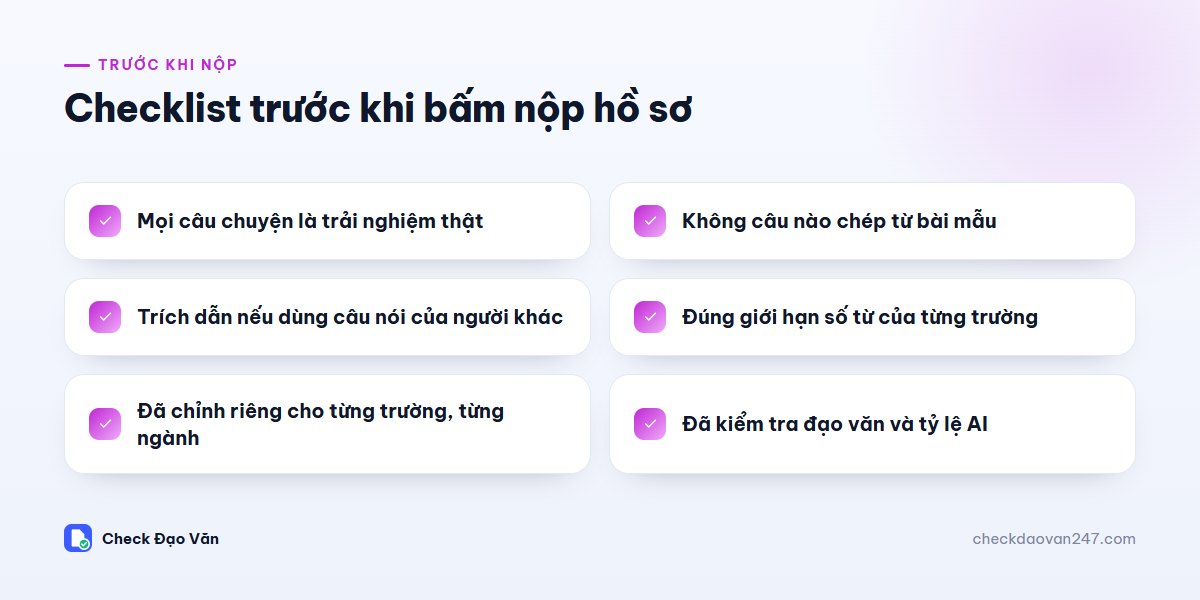 TRƯỚC KHI NỘP
Checklist trước khi bấm nộp hồ sơ
Mọi câu chuyện là trải nghiệm thật
Không câu nào chép từ bài mẫu
Trích dẫn nếu dùng câu nói của người khác
Đúng giới hạn số từ của từng trường
Đã chỉnh riêng cho từng trường, từng
ngành
Đã kiểm tra đạo văn và tỷ lệ AI
Check Đạo Văn
checkdaovan247.com